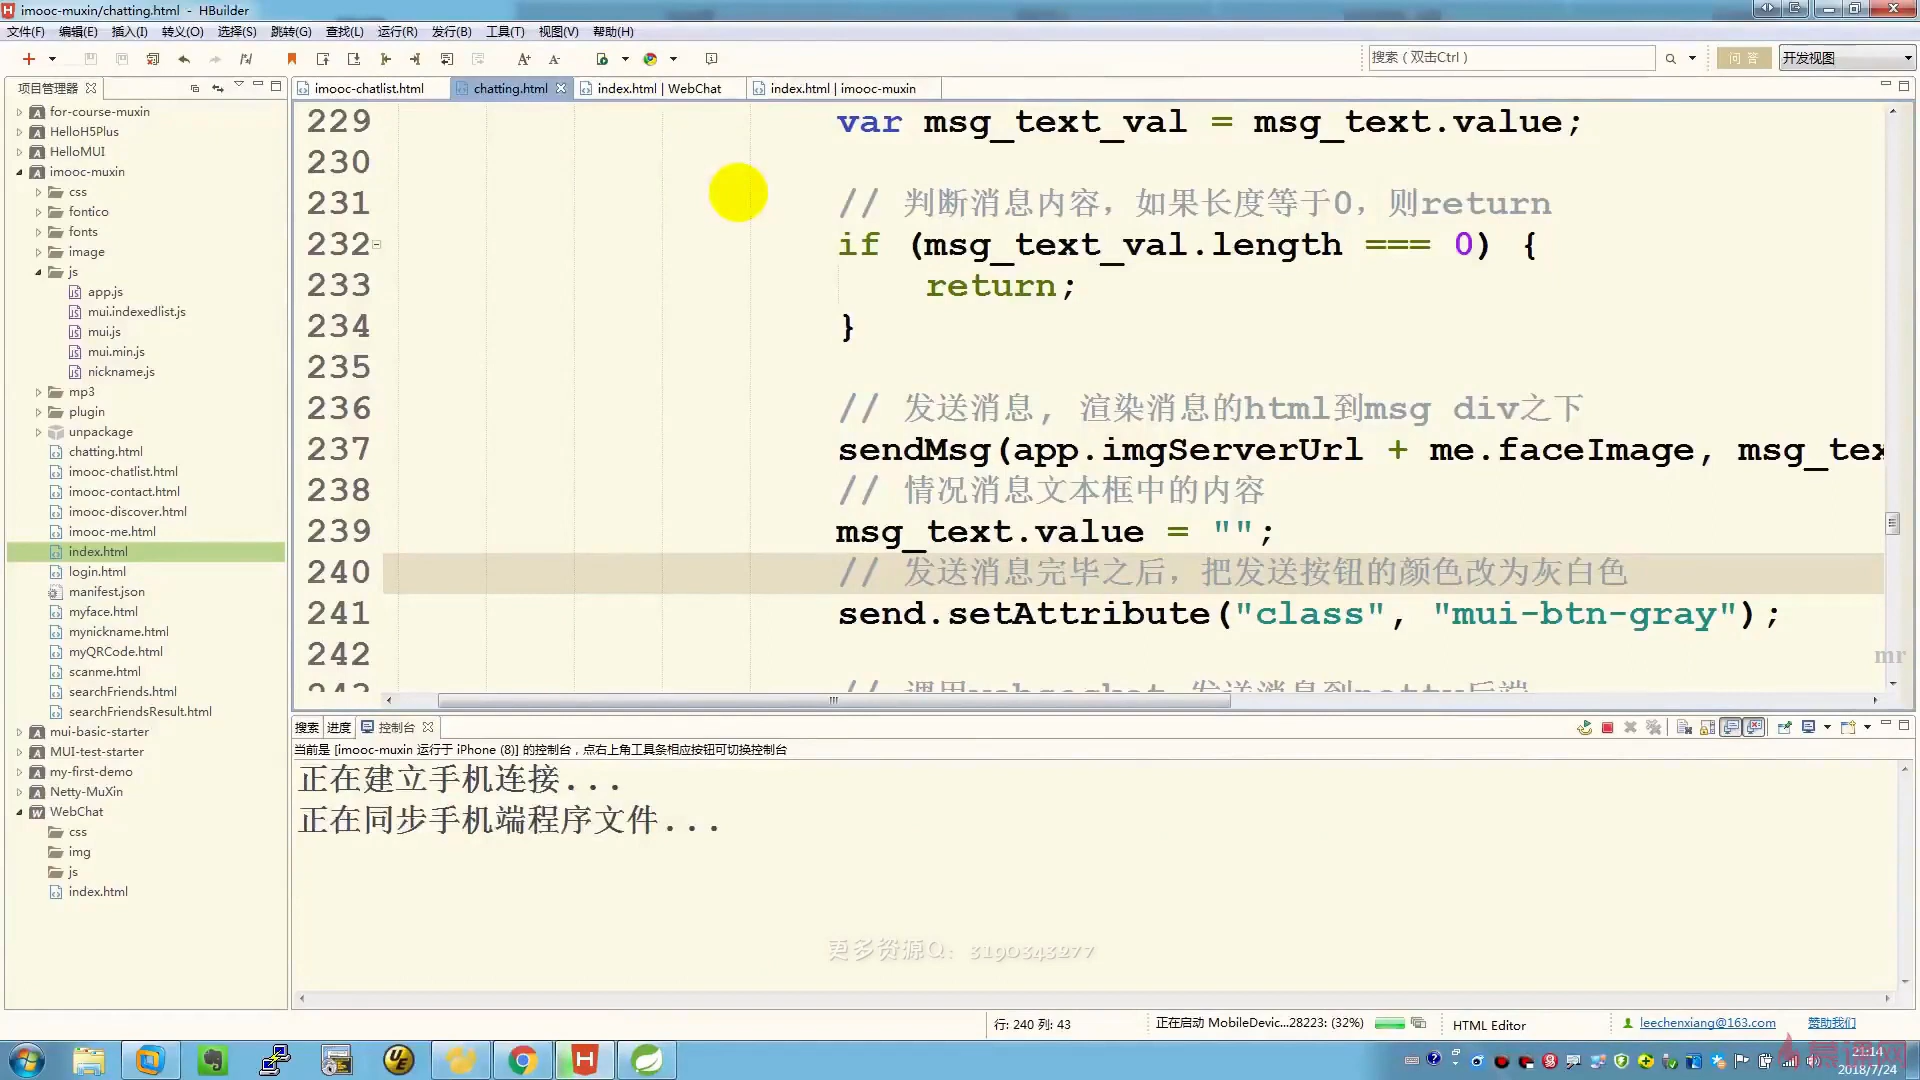 imooc-muxin/chatting.html - HBuilder
文件(F) 编辑(E) 插入(I) 转义(O) 选择(S) 跳转(G) 查找(L) 运行(R) 发行(B) 工具(T) 视图(V) 帮助(H)
搜索（双击Ctrl）
问 答
开发视图
项目管理器
for-course-muxin
HelloH5Plus
HelloMUI
imooc-muxin
css
fontico
fonts
image
js
app.js
mui.indexedlist.js
mui.js
mui.min.js
nickname.js
mp3
plugin
unpackage
chatting.html
imooc-chatlist.html
imooc-contact.html
imooc-discover.html
imooc-me.html
index.html
login.html
manifest.json
myface.html
mynickname.html
myQRCode.html
scanme.html
searchFriends.html
searchFriendsResult.html
mui-basic-starter
MUI-test-starter
my-first-demo
Netty-MuXin
WebChat
css
img
js
index.html
imooc-chatlist.html
chatting.html
index.html | WebChat
index.html | imooc-muxin
229 var msg_text_val = msg_text.value;
230
231 // 判断消息内容，如果长度等于0，则return
232 if (msg_text_val.length === 0) {
233 return;
234 }
235
236 // 发送消息, 渲染消息的html到msg div之下
237 sendMsg(app.imgServerUrl + me.faceImage, msg_tex
238 // 情况消息文本框中的内容
239 msg_text.value = "";
240 // 发送消息完毕之后，把发送按钮的颜色改为灰白色
241 send.setAttribute("class", "mui-btn-gray");
242
搜索 进度 控制台
当前是 [imooc-muxin 运行于 iPhone (8)] 的控制台，点右上角工具条相应按钮可切换控制台
正在建立手机连接...
正在同步手机端程序文件...
更多资源Q: 3190343277
行: 240 列: 43
正在启动 MobileDevic...28223: (32%)
HTML Editor
leechenxiang@163.com
赞助我们
21:14
2018/7/24